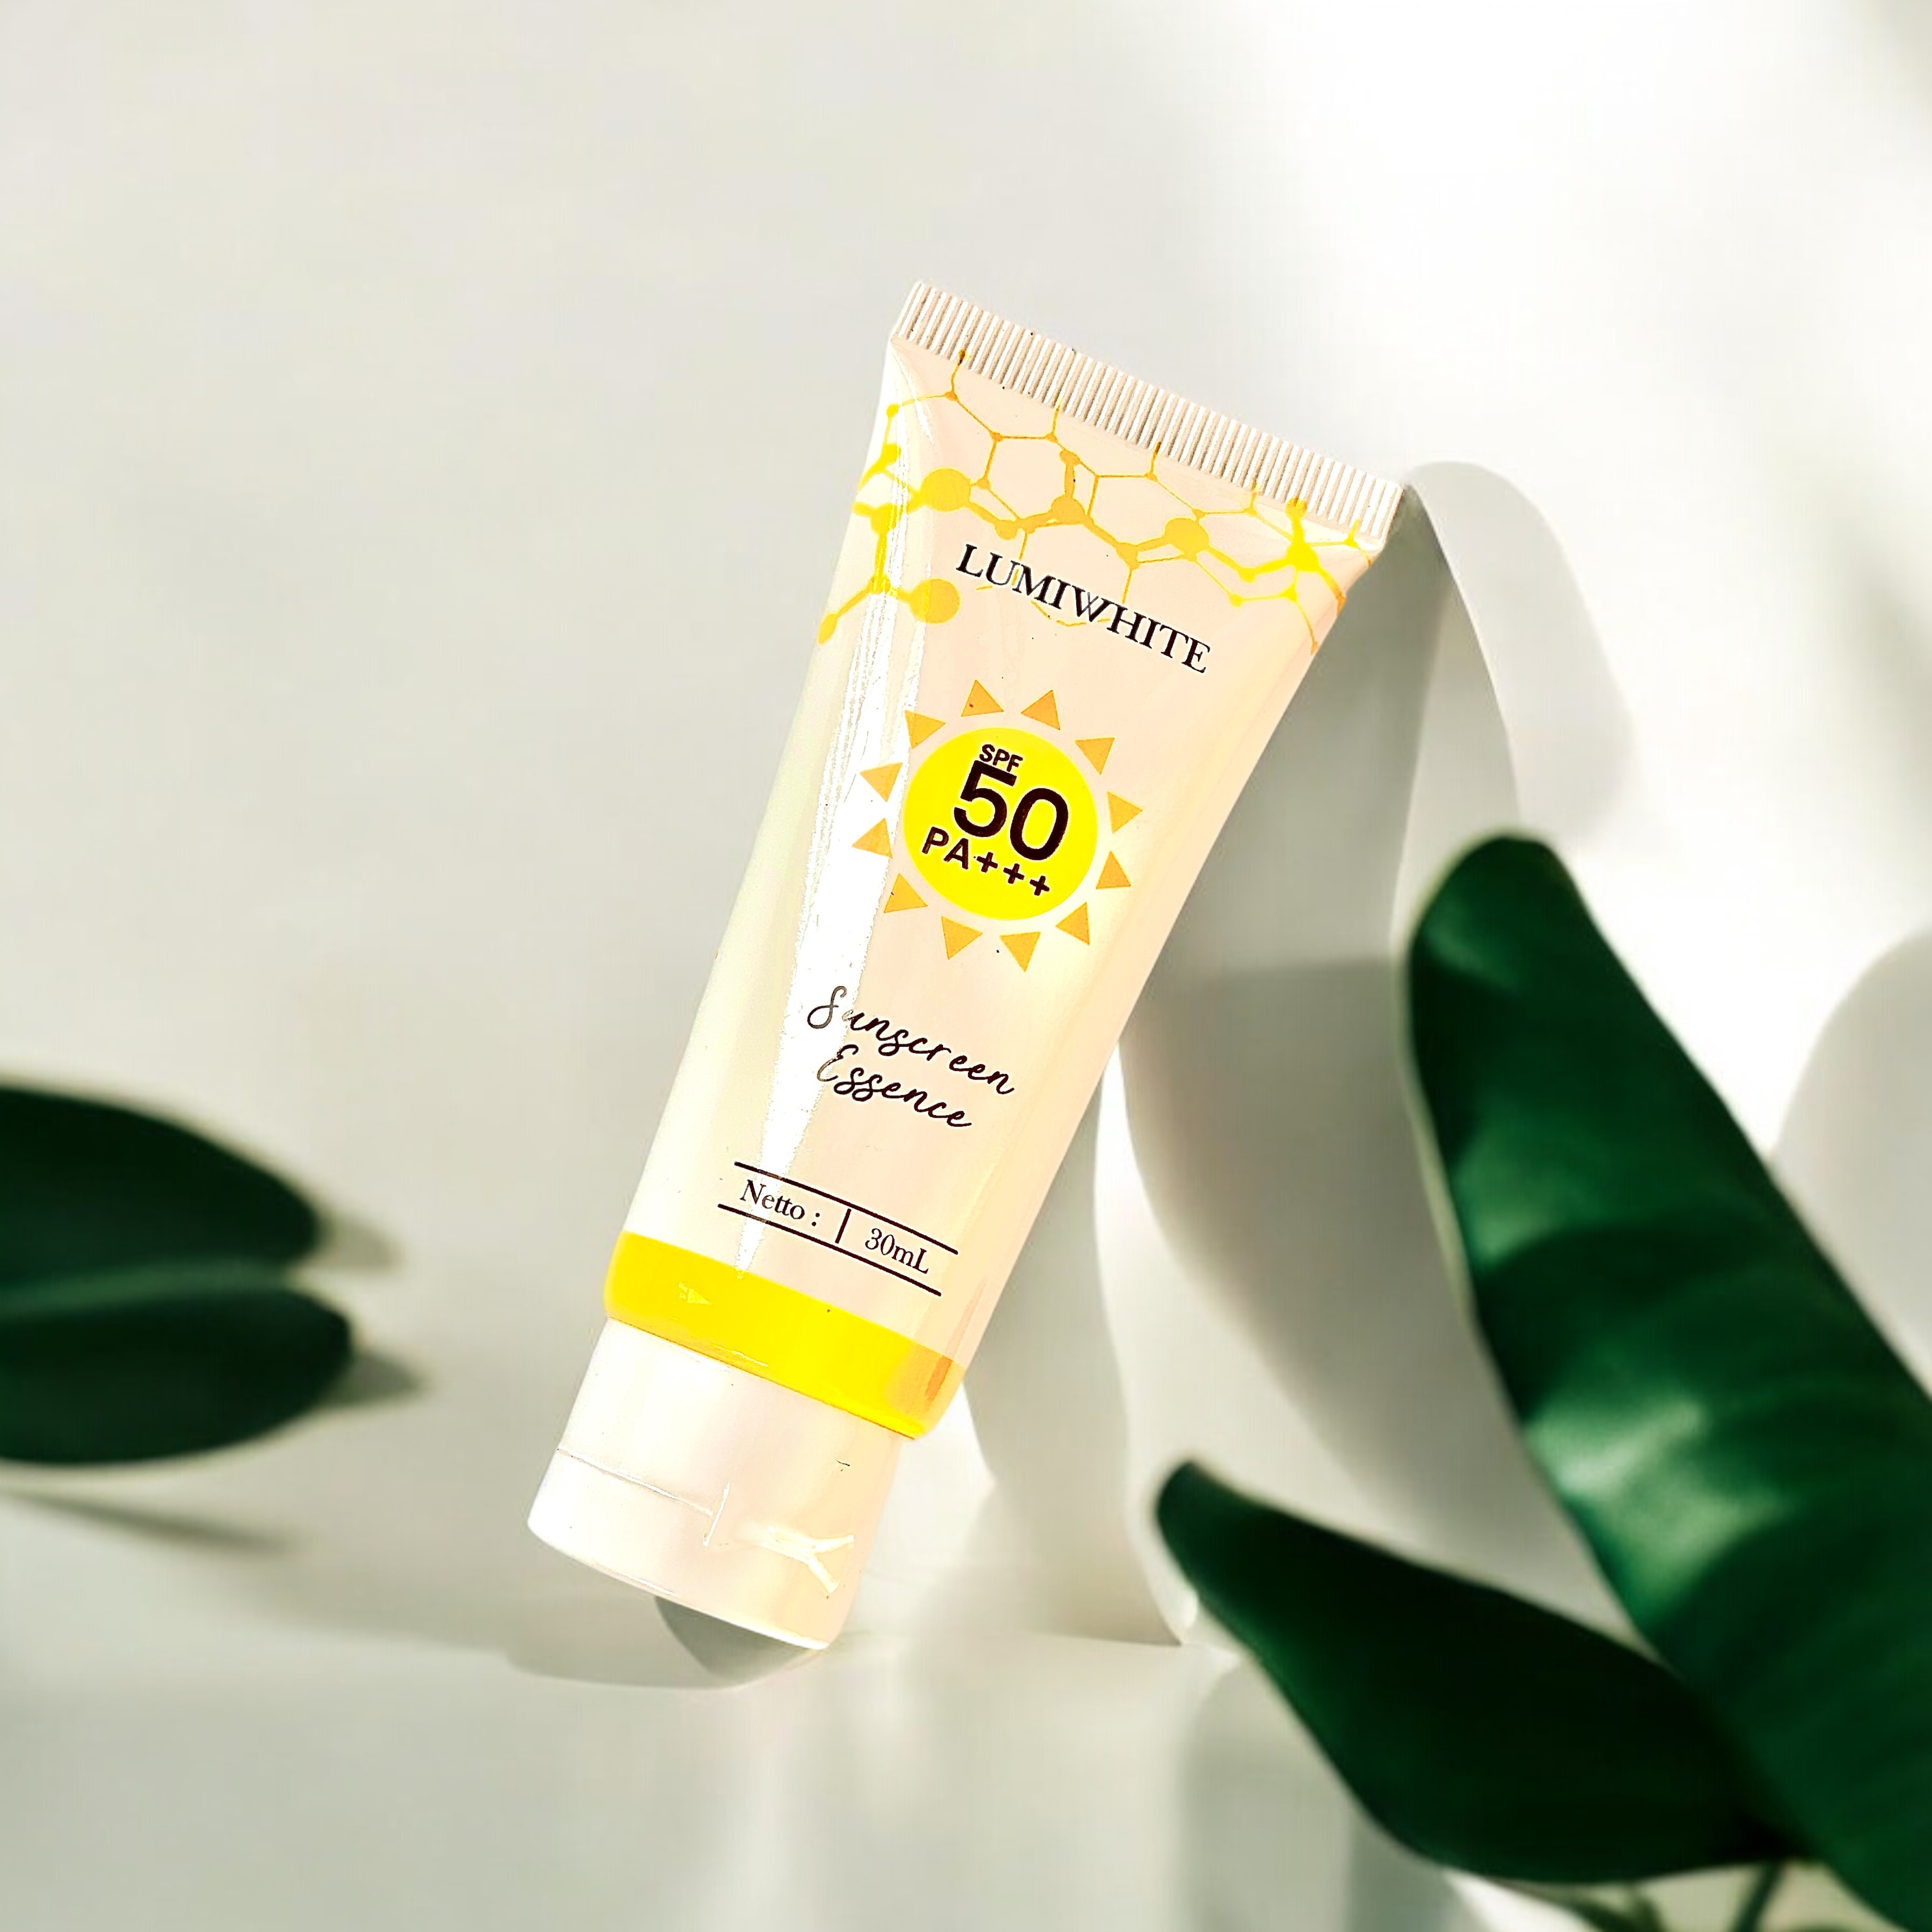 LUMIWHITE
SPF
50
PA+++
Sunscreen
Essence
Netto : | 30mL